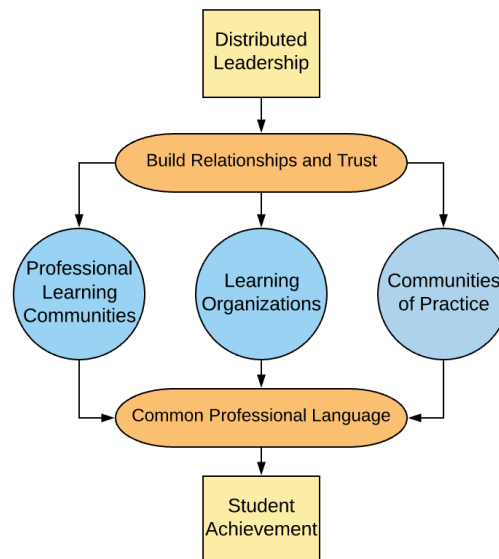 Distributed
Leadership
Build Relationships and Trust
Professional
Learning
Communities
Learning
Organizations
Communities
of Practice
Common Professional Language
Student
Achievement